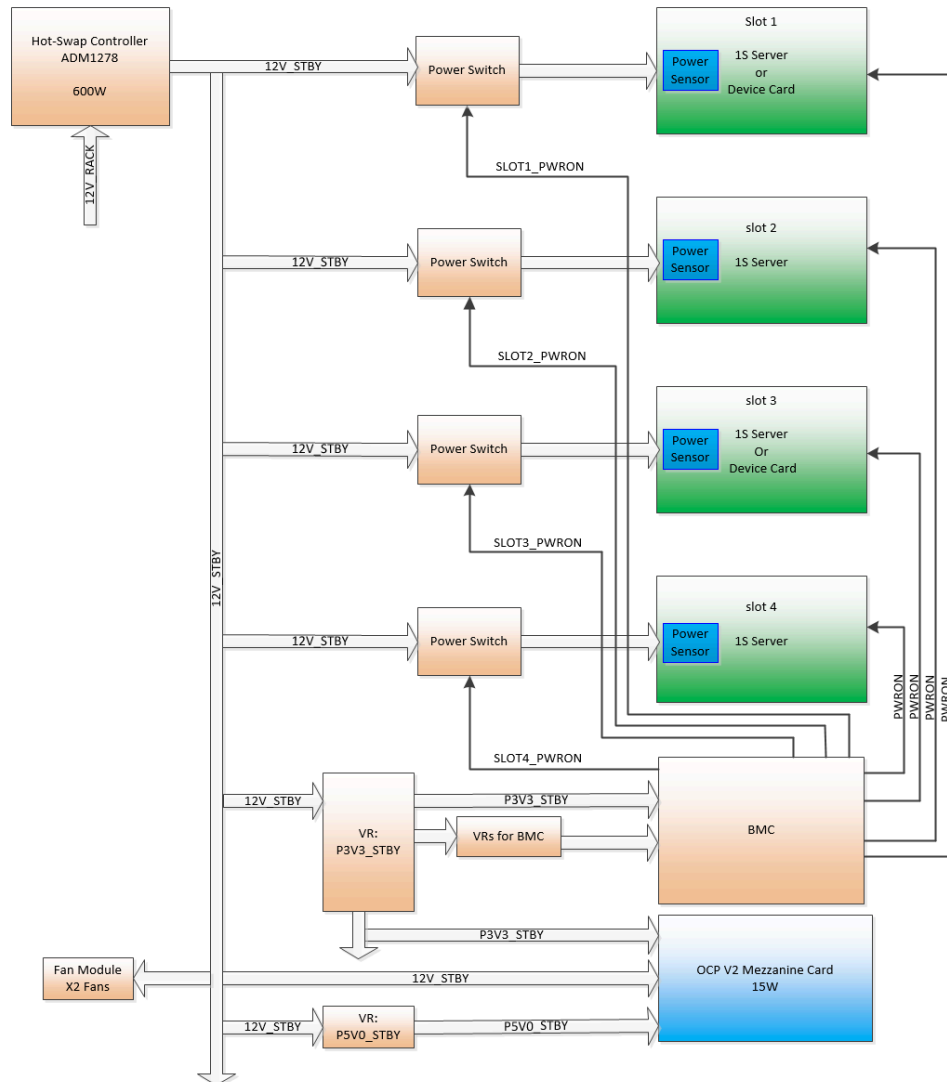 Hot-Swap Controller
ADM1278
600W
12V_RACK
12V_STBY
Power Switch
Slot 1
Power
Sensor
1S Server
or
Device Card
SLOT1_PWRON
12V_STBY
Power Switch
slot 2
Power
Sensor
1S Server
SLOT2_PWRON
12V_STBY
Power Switch
slot 3
Power
Sensor
1S Server
Or
Device Card
SLOT3_PWRON
12V_STBY
12V_STBY
Power Switch
slot 4
Power
Sensor
1S Server
PWRON
PWRON
PWRON
PWRON
SLOT4_PWRON
12V_STBY
VR:
P3V3_STBY
P3V3_STBY
VRs for BMC
BMC
P3V3_STBY
Fan Module
X2 Fans
12V_STBY
OCP V2 Mezzanine Card
15W
12V_STBY
VR:
P5V0_STBY
P5V0_STBY